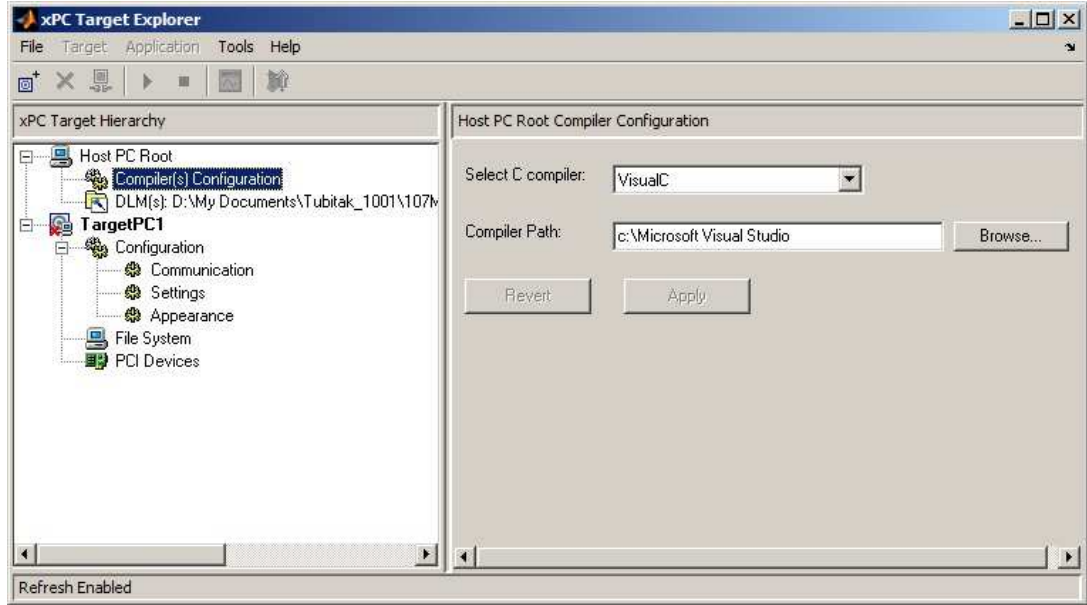 xPC Target Explorer
File Target Application Tools Help
xPC Target Hierarchy
Host PC Root Compiler Configuration
Host PC Root
Compiler(s) Configuration
DLM(s): D:\My Documents\Tubitak_1001\107M
TargetPC1
Configuration
Communication
Settings
Appearance
File System
PCI Devices
Select C compiler: VisualC
Compiler Path: c:\Microsoft Visual Studio Browse...
Revert Apply
Refresh Enabled